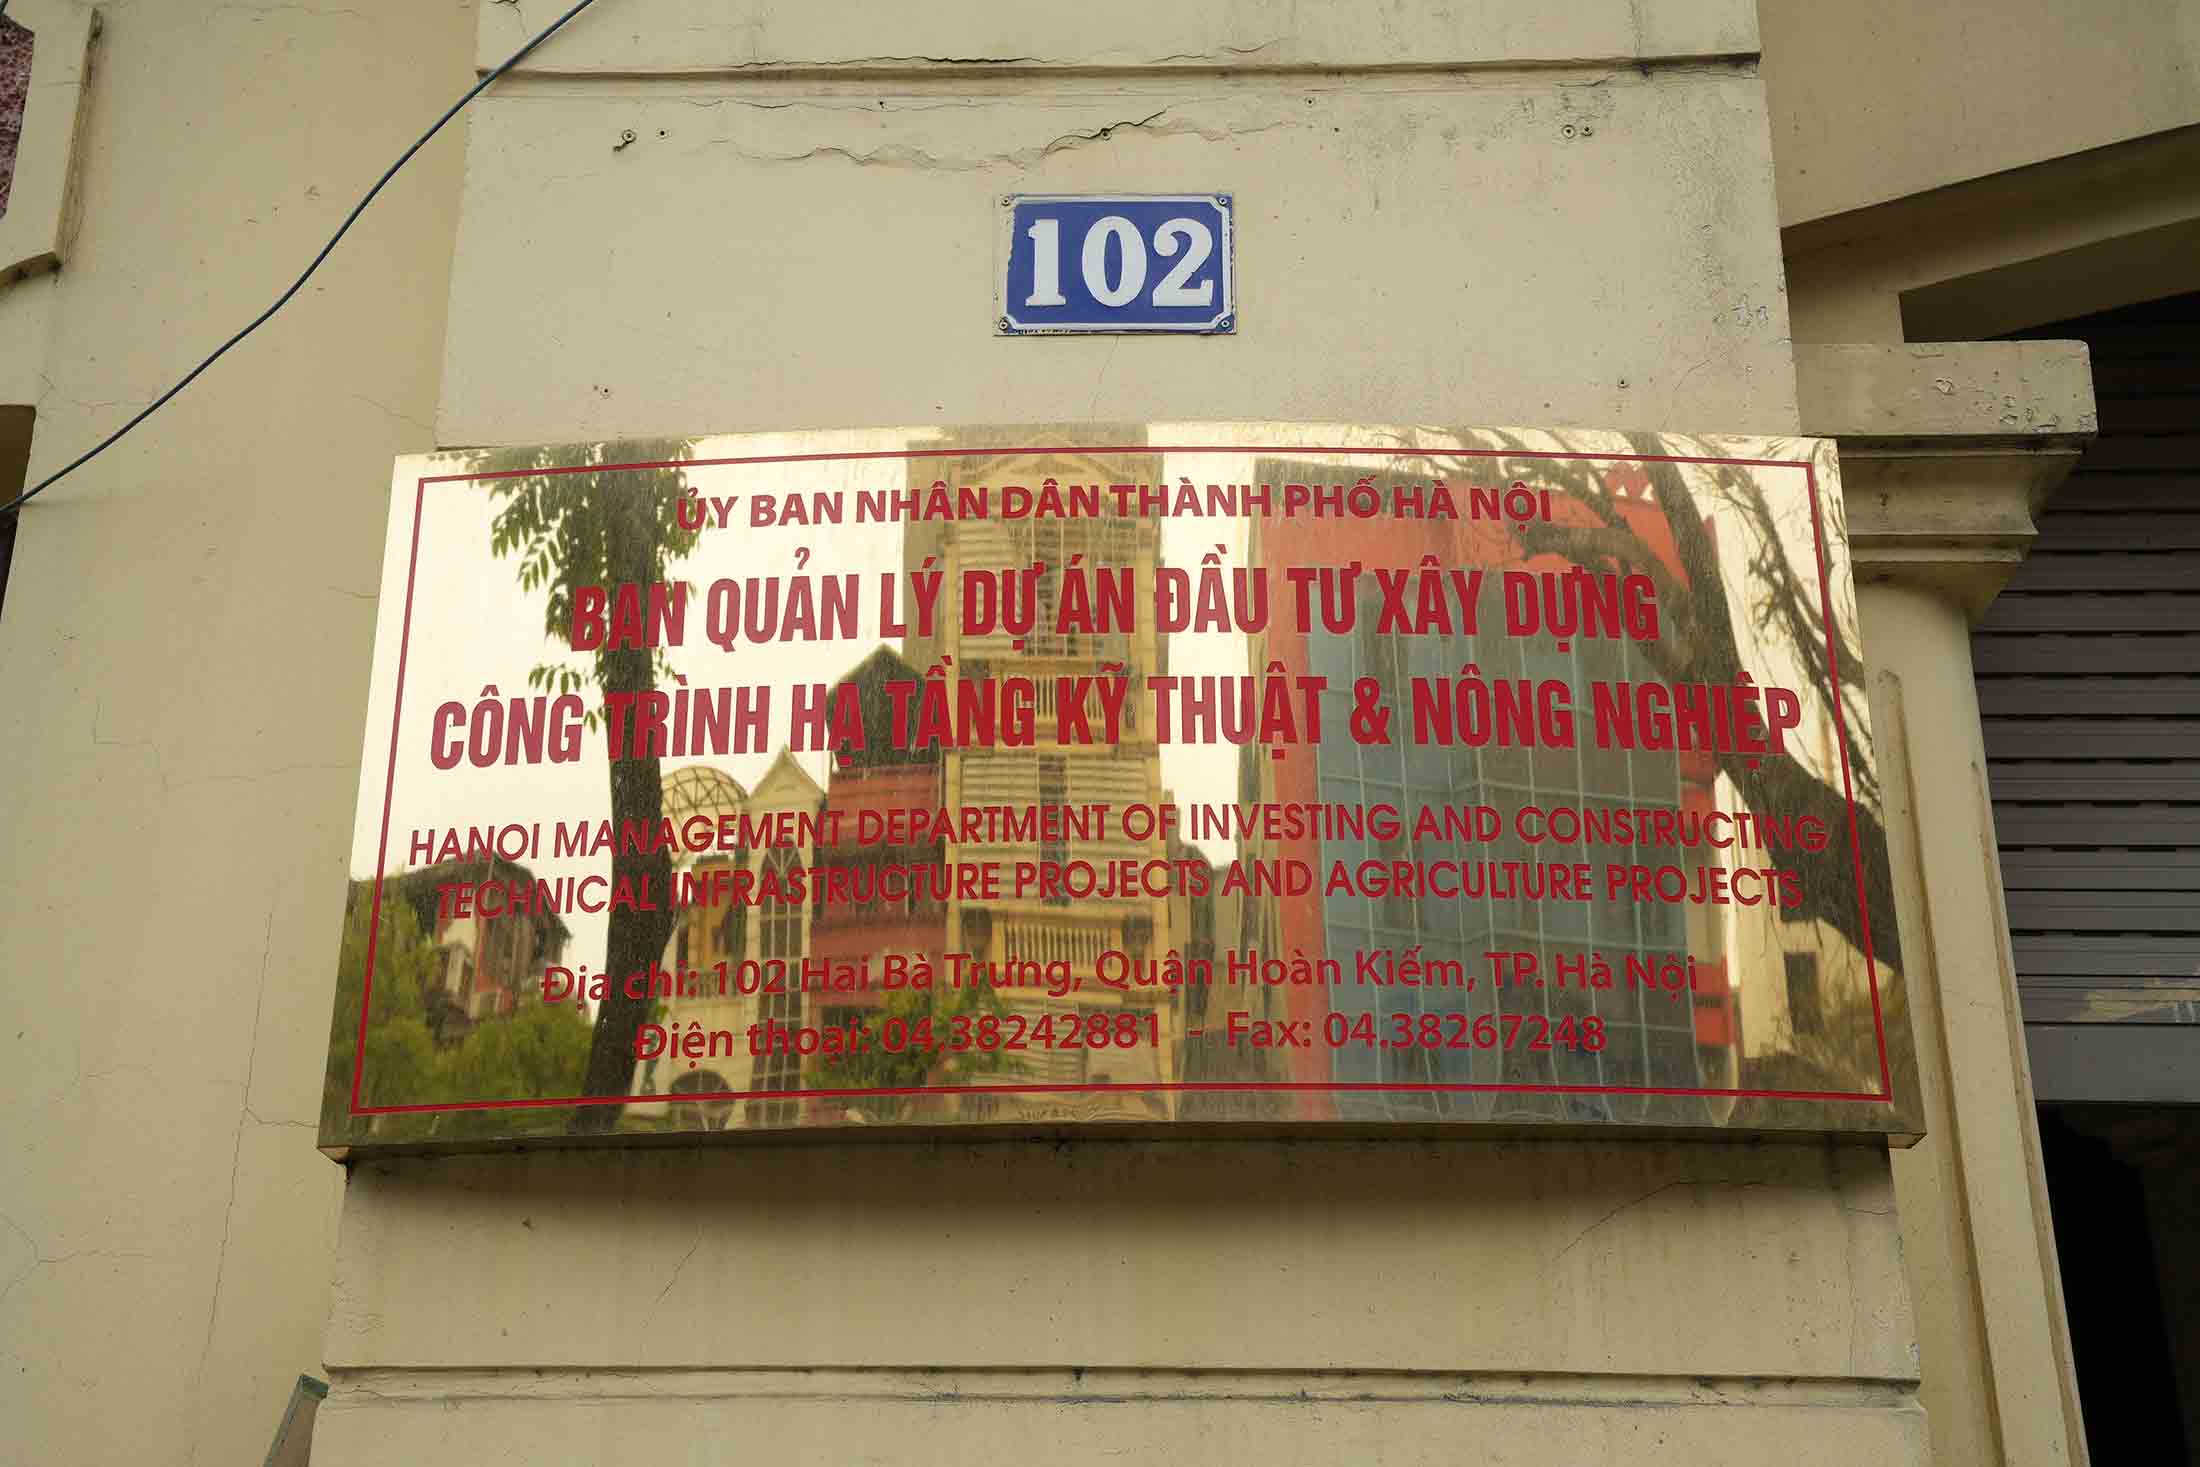 102
ỦY BAN NHÂN DÂN THÀNH PHỐ HÀ NỘI
BAN QUẢN LÝ DỰ ÁN ĐẦU TƯ XÂY DỰNG
CÔNG TRÌNH HẠ TẦNG KỸ THUẬT & NÔNG NGHIỆP
HANOI MANAGEMENT DEPARTMENT OF INVESTING AND CONSTRUCTING
TECHNICAL INFRASTRUCTURE PROJECTS AND AGRICULTURE PROJECTS
Địa chỉ: 102 Hai Bà Trưng, Quận Hoàn Kiếm, TP. Hà Nội
Điện thoại: 04.38242881 - Fax: 04.38267248